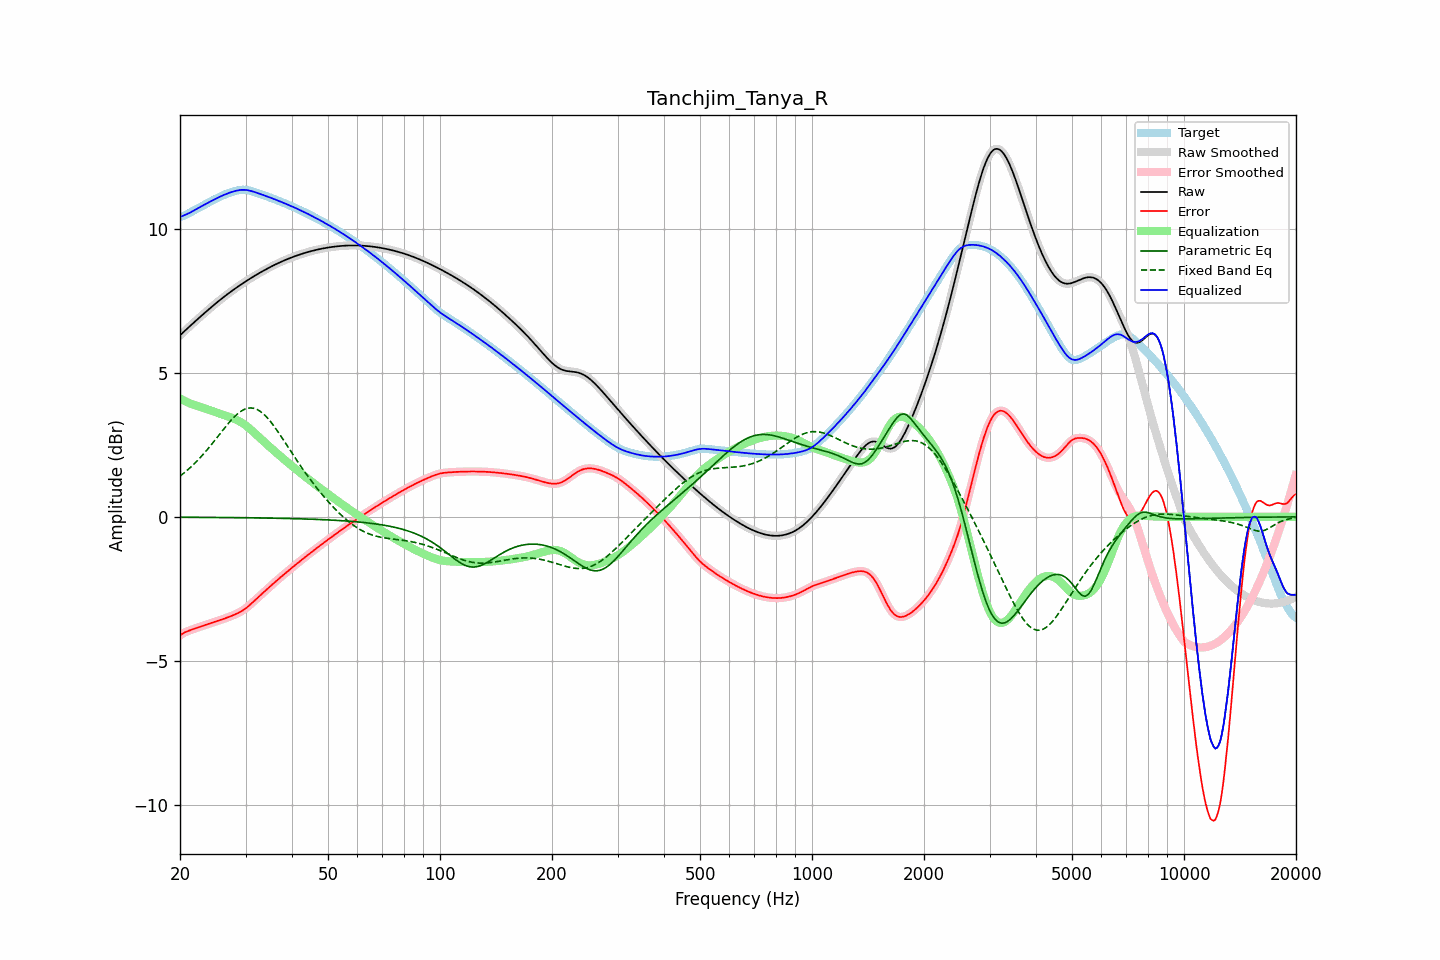 Tanchjim_Tanya_R
Target
Raw Smoothed
Error Smoothed
Raw
Error
Equalization
Parametric Eq
Fixed Band Eq
Equalized
Amplitude (dBr)
10
5
0
−5
−10
20 50 100 200 500 1000 2000 5000 10000 20000
Frequency (Hz)